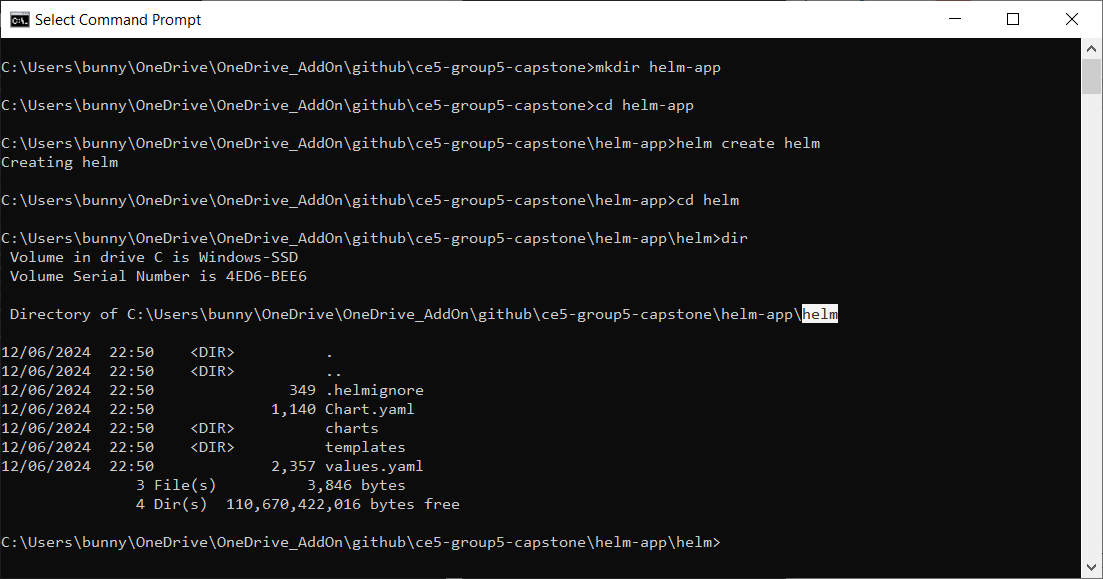 Select Command Prompt
C:\Users\bunny\OneDrive\OneDrive_AddOn\github\ce5-group5-capstone>mkdir helm-app
C:\Users\bunny\OneDrive\OneDrive_AddOn\github\ce5-group5-capstone>cd helm-app
C:\Users\bunny\OneDrive\OneDrive_AddOn\github\ce5-group5-capstone\helm-app>helm create helm
Creating helm
C:\Users\bunny\OneDrive\OneDrive_AddOn\github\ce5-group5-capstone\helm-app>cd helm
C:\Users\bunny\OneDrive\OneDrive_AddOn\github\ce5-group5-capstone\helm-app\helm>dir
 Volume in drive C is Windows-SSD
 Volume Serial Number is 4ED6-BEE6
 Directory of C:\Users\bunny\OneDrive\OneDrive_AddOn\github\ce5-group5-capstone\helm-app\helm
12/06/2024  22:50    <DIR>          .
12/06/2024  22:50    <DIR>          ..
12/06/2024  22:50               349 .helmignore
12/06/2024  22:50             1,140 Chart.yaml
12/06/2024  22:50    <DIR>          charts
12/06/2024  22:50    <DIR>          templates
12/06/2024  22:50             2,357 values.yaml
               3 File(s)          3,846 bytes
               4 Dir(s)  110,670,422,016 bytes free
C:\Users\bunny\OneDrive\OneDrive_AddOn\github\ce5-group5-capstone\helm-app\helm>